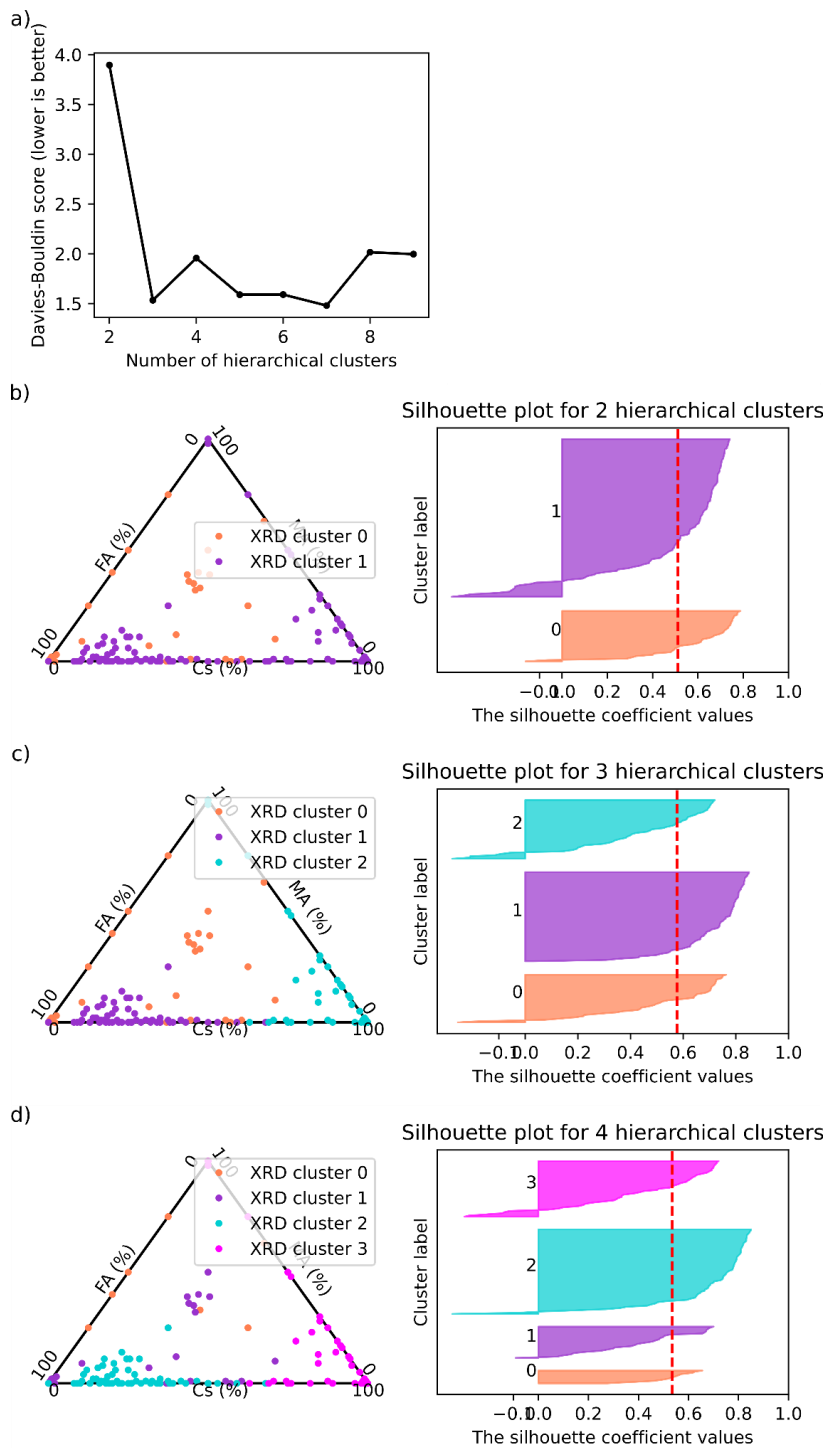 a)
Davies-Bouldin score (lower is better)
4.0
3.5
3.0
2.5
2.0
1.5
2 4 6 8
Number of hierarchical clusters
b)
0 100
FA (%)
MA (%)
XRD cluster 0
XRD cluster 1
100 0
0 Cs (%) 100
Silhouette plot for 2 hierarchical clusters
Cluster label
1
0
−0.1 0.0 0.2 0.4 0.6 0.8 1.0
The silhouette coefficient values
c)
0 100
FA (%)
MA (%)
XRD cluster 0
XRD cluster 1
XRD cluster 2
100 0
0 Cs (%) 100
Silhouette plot for 3 hierarchical clusters
Cluster label
2
1
0
−0.1 0.0 0.2 0.4 0.6 0.8 1.0
The silhouette coefficient values
d)
0 100
FA (%)
MA (%)
XRD cluster 0
XRD cluster 1
XRD cluster 2
XRD cluster 3
100 0
0 Cs (%) 100
Silhouette plot for 4 hierarchical clusters
Cluster label
3
2
1
0
−0.1 0.0 0.2 0.4 0.6 0.8 1.0
The silhouette coefficient values